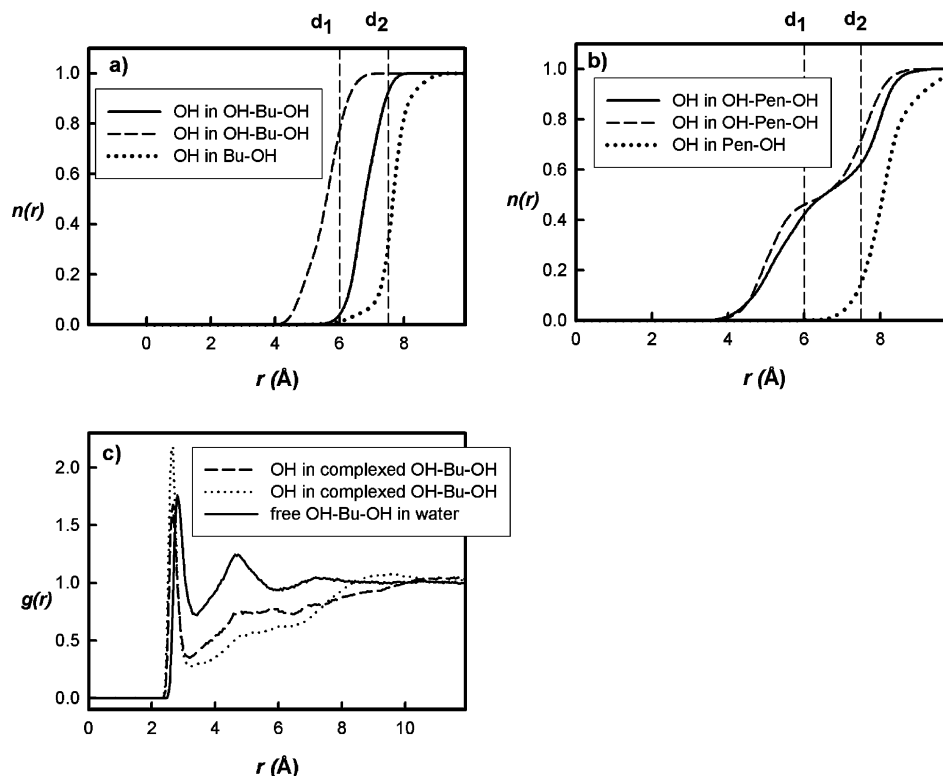 d1 d2
a)
OH in OH-Bu-OH
OH in OH-Bu-OH
OH in Bu-OH
n(r)
1.0
0.8
0.6
0.4
0.2
0.0
0 2 4 6 8
r (Å)
d1 d2
b)
OH in OH-Pen-OH
OH in OH-Pen-OH
OH in Pen-OH
n(r)
1.0
0.8
0.6
0.4
0.2
0.0
0 2 4 6 8
r (Å)
c)
OH in complexed OH-Bu-OH
OH in complexed OH-Bu-OH
free OH-Bu-OH in water
g(r)
2.0
1.5
1.0
0.5
0.0
0 2 4 6 8 10
r (Å)